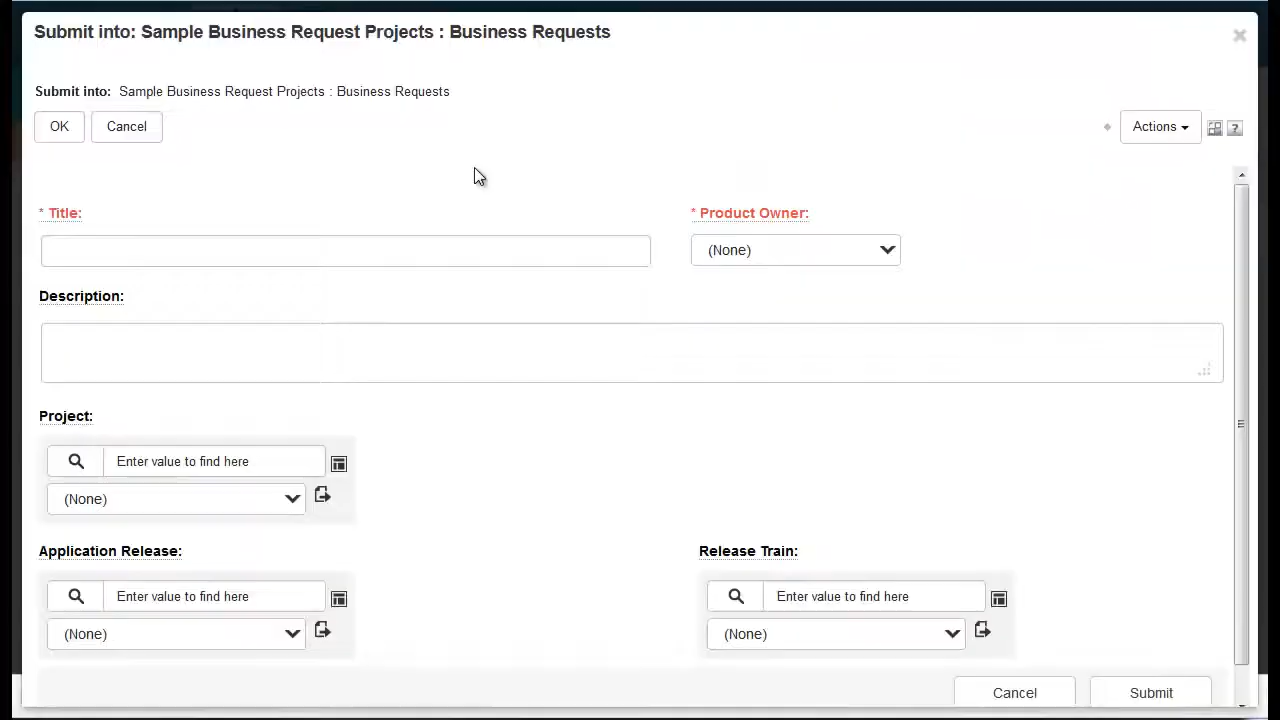 Submit into: Sample Business Request Projects : Business Requests
Submit into: Sample Business Request Projects : Business Requests
OK Cancel Actions
* Title: * Product Owner:
(None)
Description:
Project:
Enter value to find here
(None)
Application Release: Release Train:
Enter value to find here Enter value to find here
(None) (None)
Cancel Submit